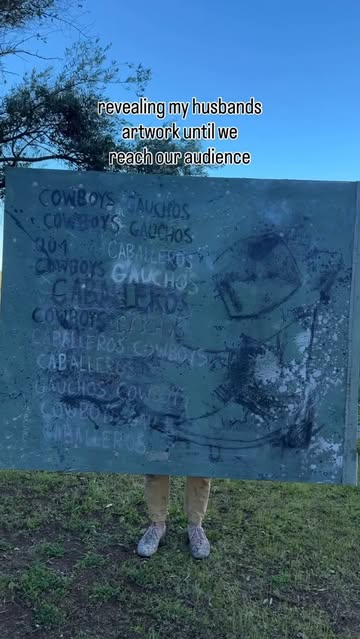 revealing my husbands
artwork until we
reach our audience
COWBOYS GAUCHOS
COWBOYS GAUCHOS
CABALLEROS
COWBOYS GAUCHOS
CABALLEROS
COWBOYS
CABALLEROS COWBOYS
CABALLEROS
GAUCHOS COWBOYS
COWBOYS
CABALLEROS